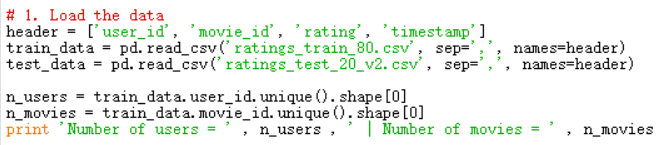 # 1. Load the data
header = ['user_id', 'movie_id', 'rating', 'timestamp']
train_data = pd.read_csv('ratings_train_80.csv', sep=',', names=header)
test_data = pd.read_csv('ratings_test_20_v2.csv', sep=',', names=header)

n_users = train_data.user_id.unique().shape[0]
n_movies = train_data.movie_id.unique().shape[0]
print 'Number of users = ' , n_users , ' | Number of movies = ' , n_movies